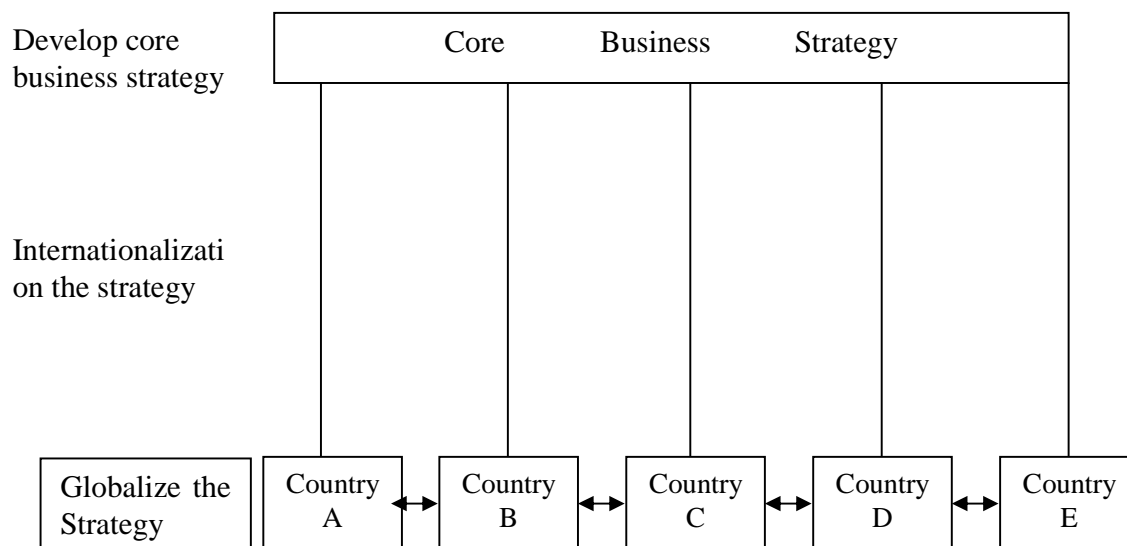 Develop core
business strategy
Core Business Strategy
Internationalizati
on the strategy
Globalize the
Strategy
Country
A
Country
B
Country
C
Country
D
Country
E